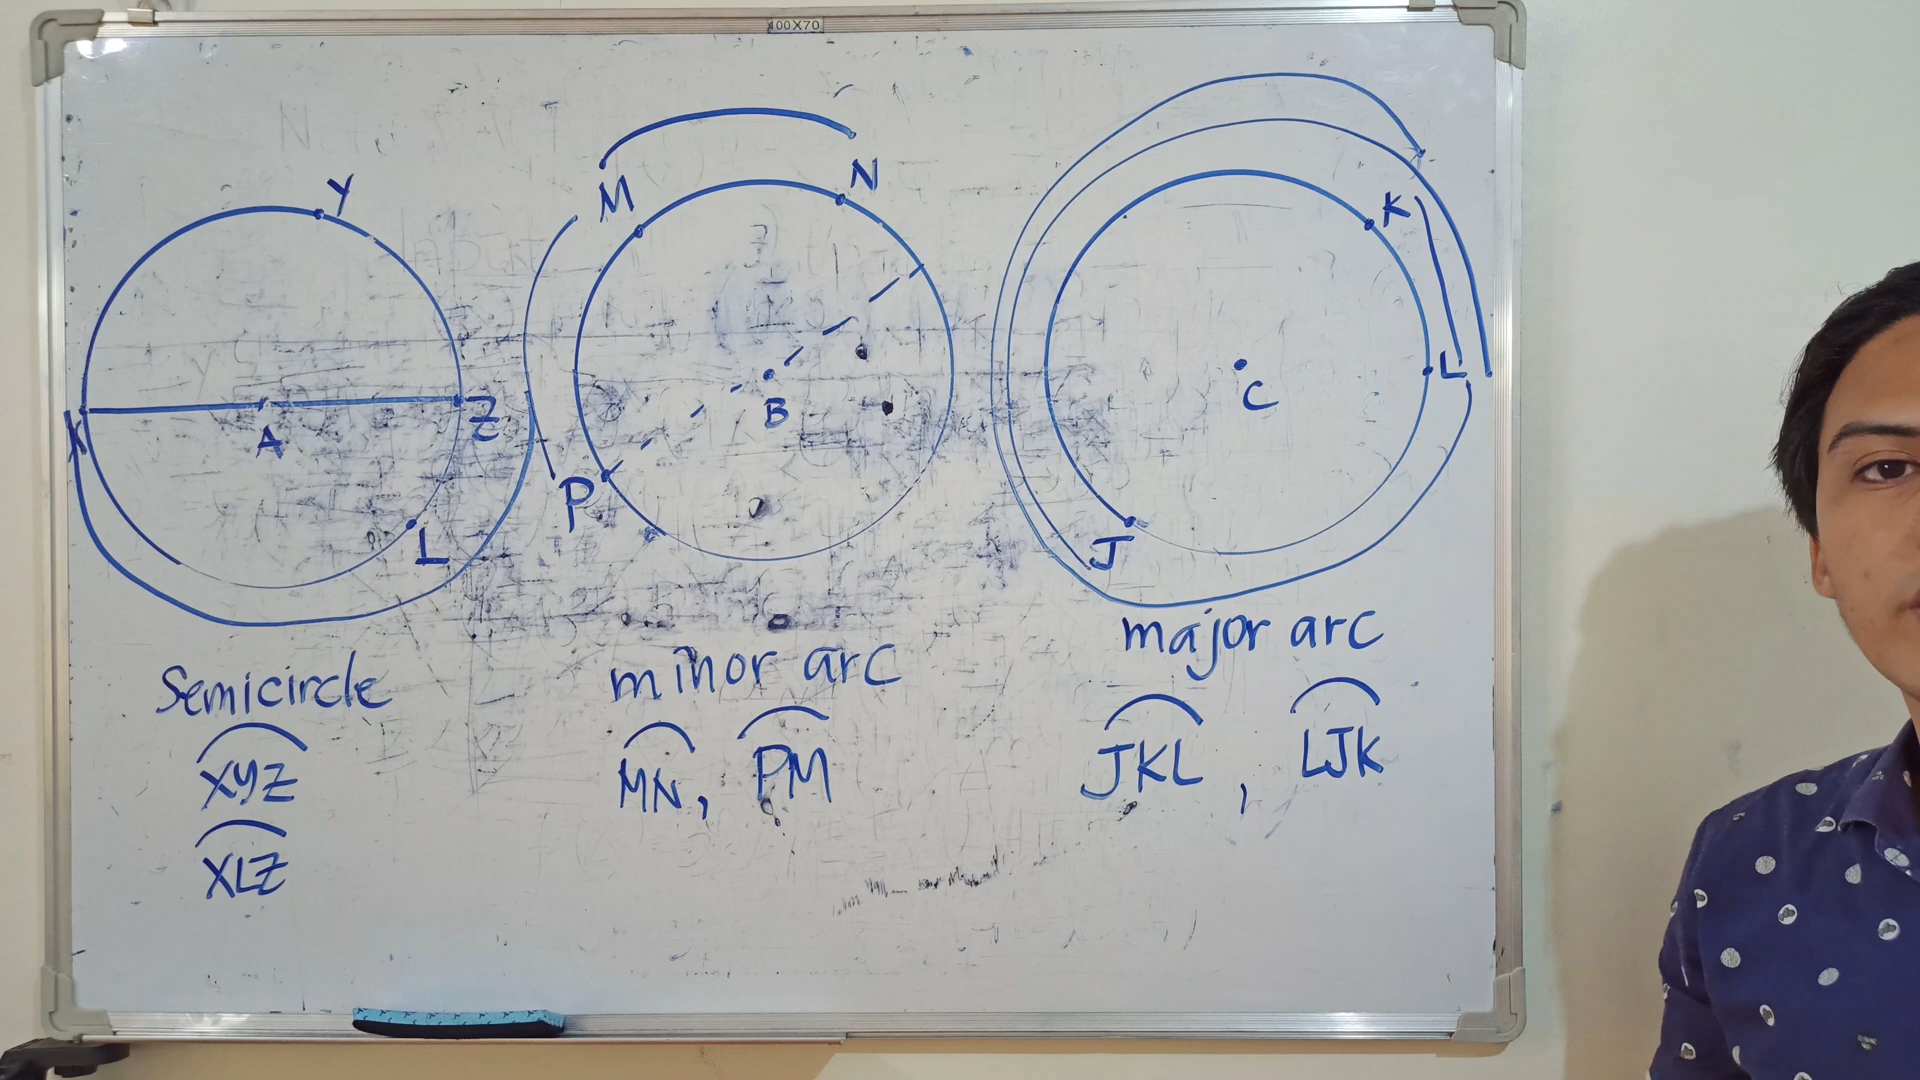 100X70
Y
X
A
Z
L
M
N
B
P
K
L
C
J
Semicircle
XYZ
XLZ
minor arc
MN, PM
major arc
JKL, LJK